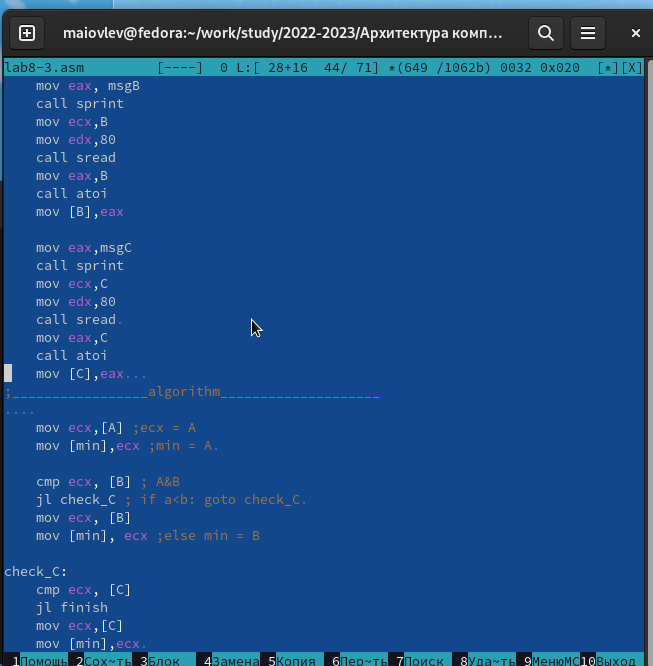 maiovlev@fedora:~/work/study/2022-2023/Архитектура комп...
lab8-3.asm [----] 0 L:[ 28+16 44/ 71] *(649 /1062b) 0032 0x020 [*][X]
mov eax, msgB
call sprint
mov ecx,B
mov edx,80
call sread
mov eax,B
call atoi
mov [B],eax
mov eax,msgC
call sprint
mov ecx,C
mov edx,80
call sread.
mov eax,C
call atoi
mov [C],eax...
;_________________algorithm____________________
....
mov ecx,[A] ;ecx = A
mov [min],ecx ;min = A.
cmp ecx, [B] ; A&B
jl check_C ; if a<b: goto check_C.
mov ecx, [B]
mov [min], ecx ;else min = B
check_C:
cmp ecx, [C]
jl finish
mov ecx,[C]
mov [min],ecx.
1Помощь 2Сох~ть 3Блок 4Замена 5Копия 6Пер~ть 7Поиск 8Уда~ть 9МенюMC 10Выход